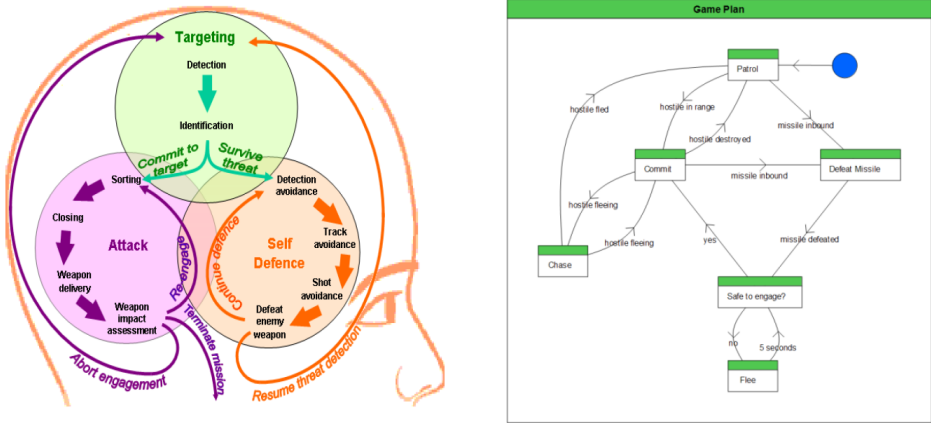 Targeting
Detection
Identification
Commit to
target
Survive
threat
Sorting
Closing
Weapon
delivery
Weapon
impact
assessment
Attack
Re-engage
Abort engagement
Terminate mission
Detection
avoidance
Track
avoidance
Shot
avoidance
Defeat
enemy
weapon
Self
Defence
Continue defence
Resume threat detection
Game Plan
Patrol
hostile fled
hostile in range
hostile destroyed
missile inbound
Commit
missile inbound
Defeat Missile
hostile fleeing
hostile fleeing
Chase
yes
missile defeated
Safe to engage?
no
5 seconds
Flee